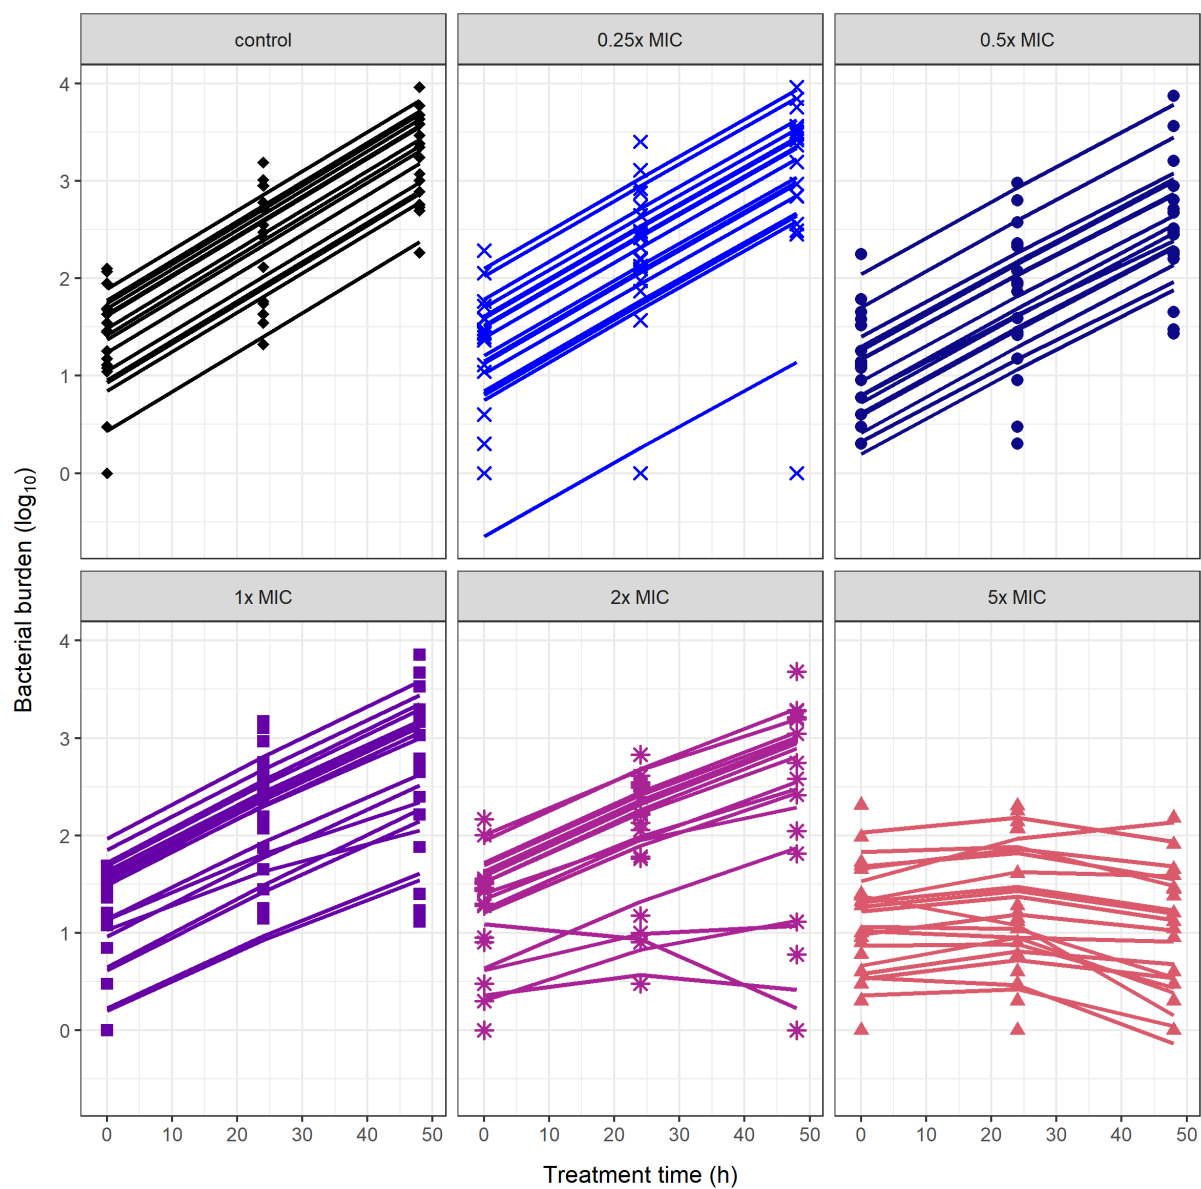 control
0.25x MIC
0.5x MIC
4
3
2
1
0
1x MIC
2x MIC
5x MIC
4
3
2
1
0
0 10 20 30 40 50
0 10 20 30 40 50
0 10 20 30 40 50
Treatment time (h)
Bacterial burden (log₁₀)